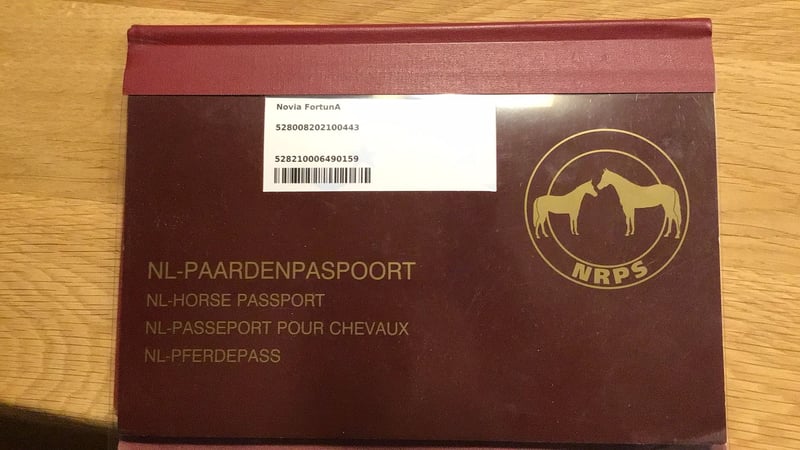 Novia FortunA
528008202100443
528210006490159
NRPS
NL-PAARDENPASPOORT
NL-HORSE PASSPORT
NL-PASSEPORT POUR CHEVAUX
NL-PFERDEPASS